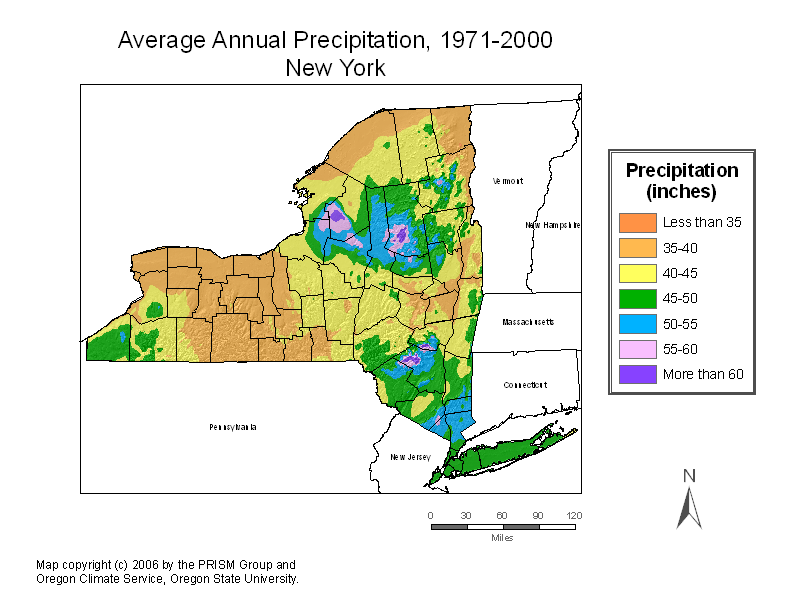 Average Annual Precipitation, 1971-2000
New York
Vermont
New Hampshire
Massachusetts
Connecticut
Pennsylvania
New Jersey
Precipitation
(inches)
Less than 35
35-40
40-45
45-50
50-55
55-60
More than 60
N
0 30 60 90 120
Miles
Map copyright (c) 2006 by the PRISM Group and
Oregon Climate Service, Oregon State University.